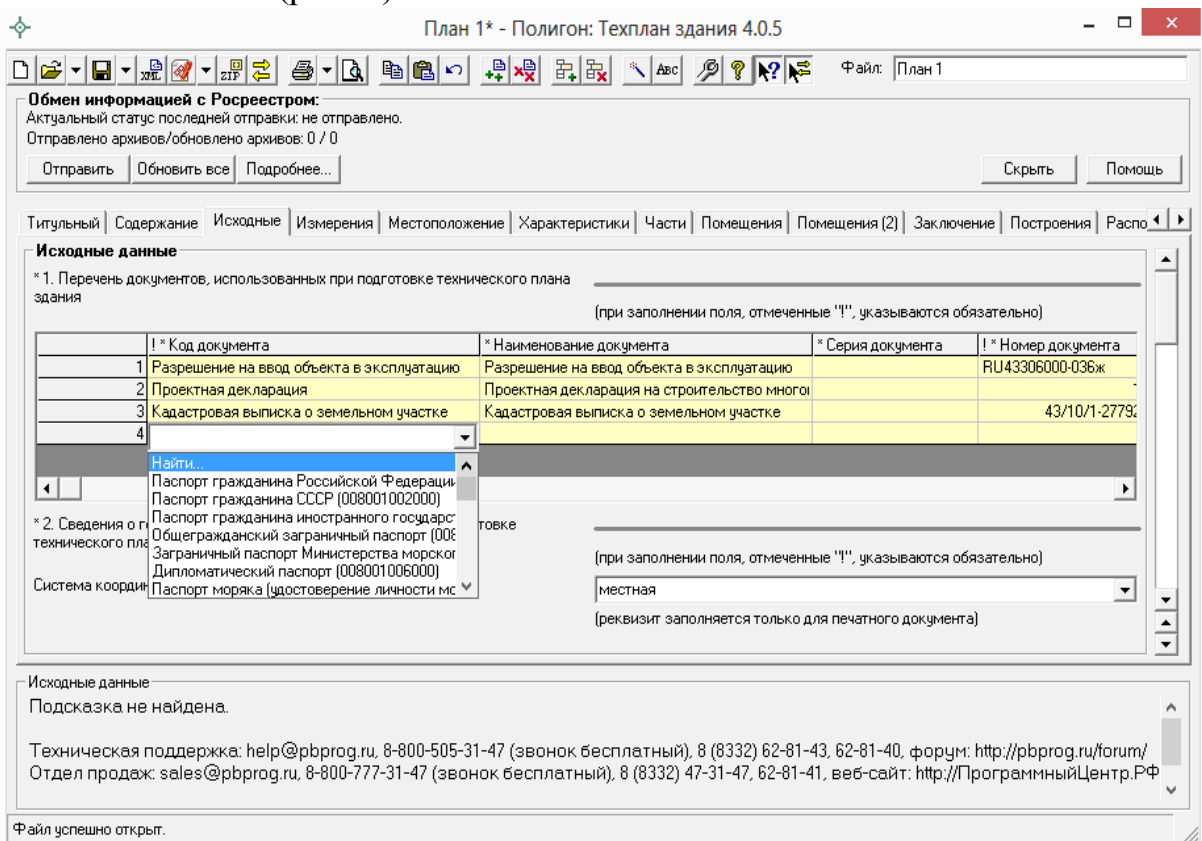 План 1* - Полигон: Техплан здания 4.0.5
XML ZIP ABC Файл: План 1
Обмен информацией с Росреестром:
Актуальный статус последней отправки: не отправлено.
Отправлено архивов/обновлено архивов: 0 / 0
Отправить Обновить все Подробнее... Скрыть Помощь
Титульный Содержание Исходные Измерения Местоположение Характеристики Части Помещения Помещения (2) Заключение Построения Распо
Исходные данные
* 1. Перечень документов, использованных при подготовке технического плана
здания
(при заполнении поля, отмеченные "!", указываются обязательно)
! * Код документа * Наименование документа * Серия документа ! * Номер документа
1 Разрешение на ввод объекта в эксплуатацию Разрешение на ввод объекта в эксплуатацию RU43306000-036ж
2 Проектная декларация Проектная декларация на строительство многои
3 Кадастровая выписка о земельном участке Кадастровая выписка о земельном участке 43/10/1-27792
4
Найти...
Паспорт гражданина Российской Федерации
Паспорт гражданина СССР (008001002000)
Паспорт гражданина иностранного государст
Общегражданский заграничный паспорт (008
Заграничный паспорт Министерства морског
Дипломатический паспорт (008001006000)
Паспорт моряка (удостоверение личности мо
* 2. Сведения о г товке
технического пла
(при заполнении поля, отмеченные "!", указываются обязательно)
Система координ местная
(реквизит заполняется только для печатного документа)
Исходные данные
Подсказка не найдена.
Техническая поддержка: help@pbprog.ru, 8-800-505-31-47 (звонок бесплатный), 8 (8332) 62-81-43, 62-81-40, форум: http://pbprog.ru/forum/
Отдел продаж: sales@pbprog.ru, 8-800-777-31-47 (звонок бесплатный), 8 (8332) 47-31-47, 62-81-41, веб-сайт: http://ПрограммныйЦентр.РФ
Файл успешно открыт.